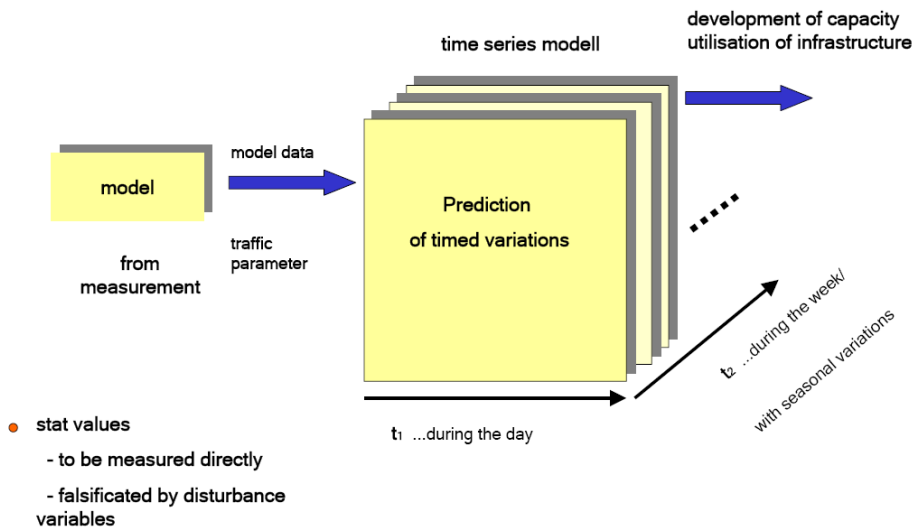 development of capacity
utilisation of infrastructure
time series modell
model data
model
Prediction
of timed variations
traffic
parameter
from
measurement
t₂ ...during the week/
with seasonal variations
t₁ ...during the day
stat values
- to be measured directly
- falsificated by disturbance
variables